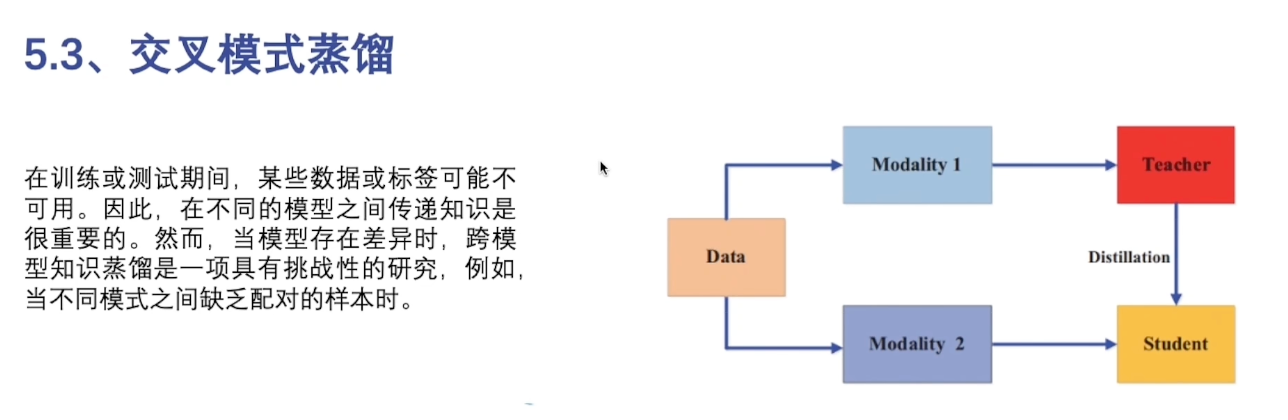 5.3、交叉模式蒸馏
在训练或测试期间，某些数据或标签可能不
可用。因此，在不同的模型之间传递知识是
很重要的。然而，当模型存在差异时，跨模
型知识蒸馏是一项具有挑战性的研究，例如，
当不同模式之间缺乏配对的样本时。
Modality 1
Teacher
Data
Distillation
Modality 2
Student